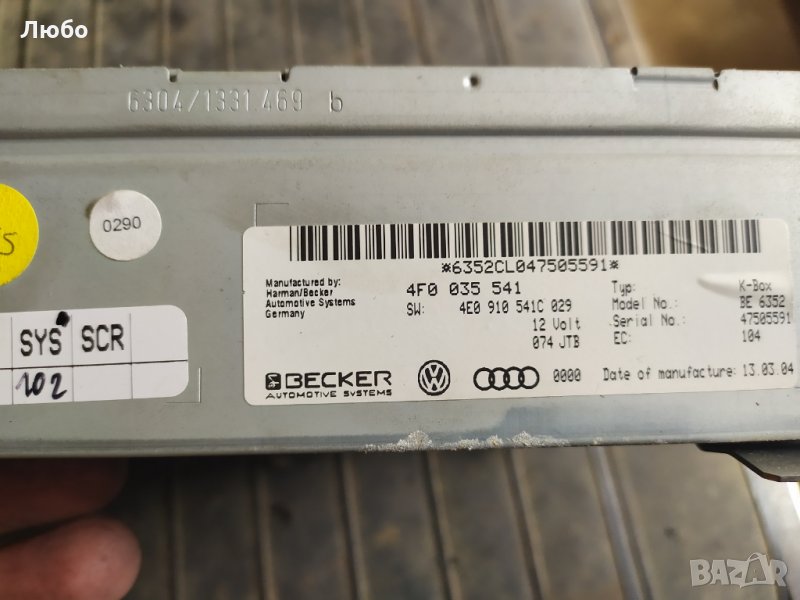 Любо
6304/1331.469 b
5
0290
SYS SCR
102
*6352CL047505591*
Manufactured by:
Harman/Becker
Automotive Systems
Germany
4F0 035 541
SW: 4E0 910 541C 029
12 Volt
074 JTB
Typ: K-Box
Model No.: BE 6352
Serial No.: 47505591
EC: 104
BECKER
AUTOMOTIVE SYSTEMS
0000 Date of manufacture: 13.03.04
BAZAR